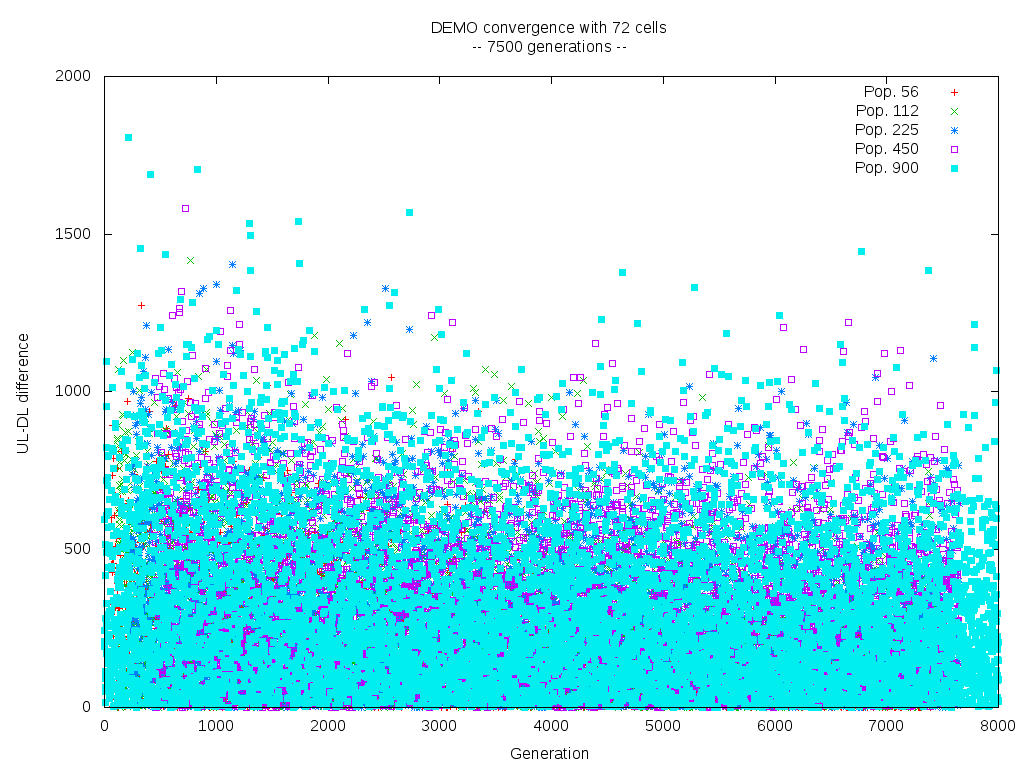 DEMO convergence with 72 cells
-- 7500 generations --
2000
1500
1000
500
0
UL-DL difference
Pop. 56
Pop. 112
Pop. 225
Pop. 450
Pop. 900
0 1000 2000 3000 4000 5000 6000 7000 8000
Generation